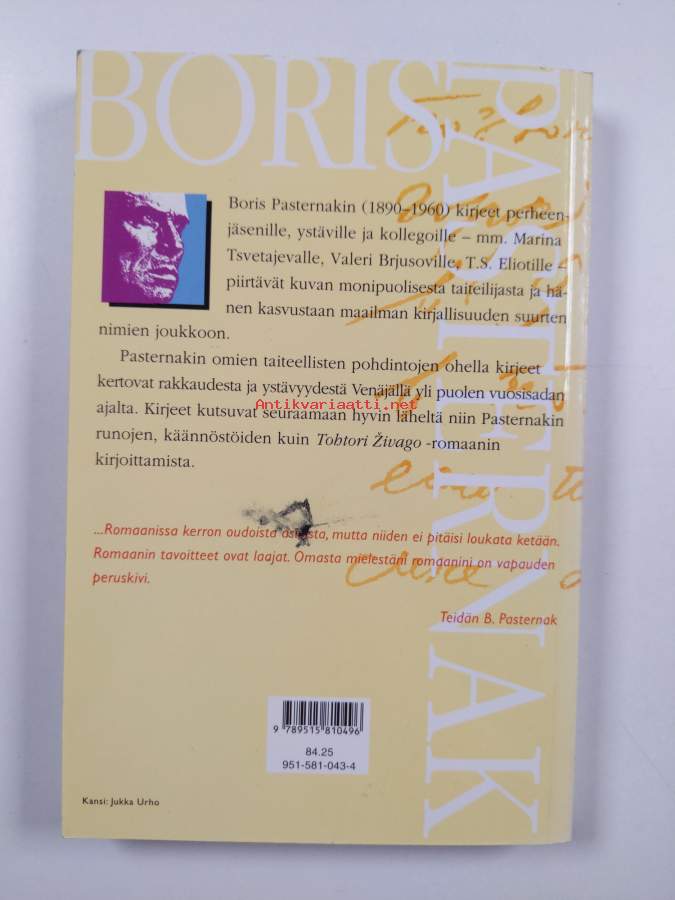 BORIS
PASTERNAK
Boris Pasternakin (1890–1960) kirjeet perheen-
jäsenille, ystäville ja kollegoille – mm. Marina
Tsvetajevalle, Valeri Brjusoville, T.S. Eliotille –
piirtävät kuvan monipuolisesta taiteilijasta ja hä-
nen kasvustaan maailman kirjallisuuden suurten
nimien joukkoon.
Pasternakin omien taiteellisten pohdintojen ohella kirjeet
kertovat rakkaudesta ja ystävyydestä Venäjällä yli puolen vuosisadan
ajalta. Kirjeet kutsuvat seuraamaan hyvin läheltä niin Pasternakin
runojen, käännöstöiden kuin Tohtori Živago -romaanin
kirjoittamista.
Antikvariaatti.net
...Romaanissa kerron oudoista asioista, mutta niiden ei pitäisi loukata ketään.
Romaanin tavoitteet ovat laajat. Omasta mielestäni romaanini on vapauden
peruskivi.
Teidän B. Pasternak
9 789515 810496
84.25
951-581-043-4
Kansi: Jukka Urho